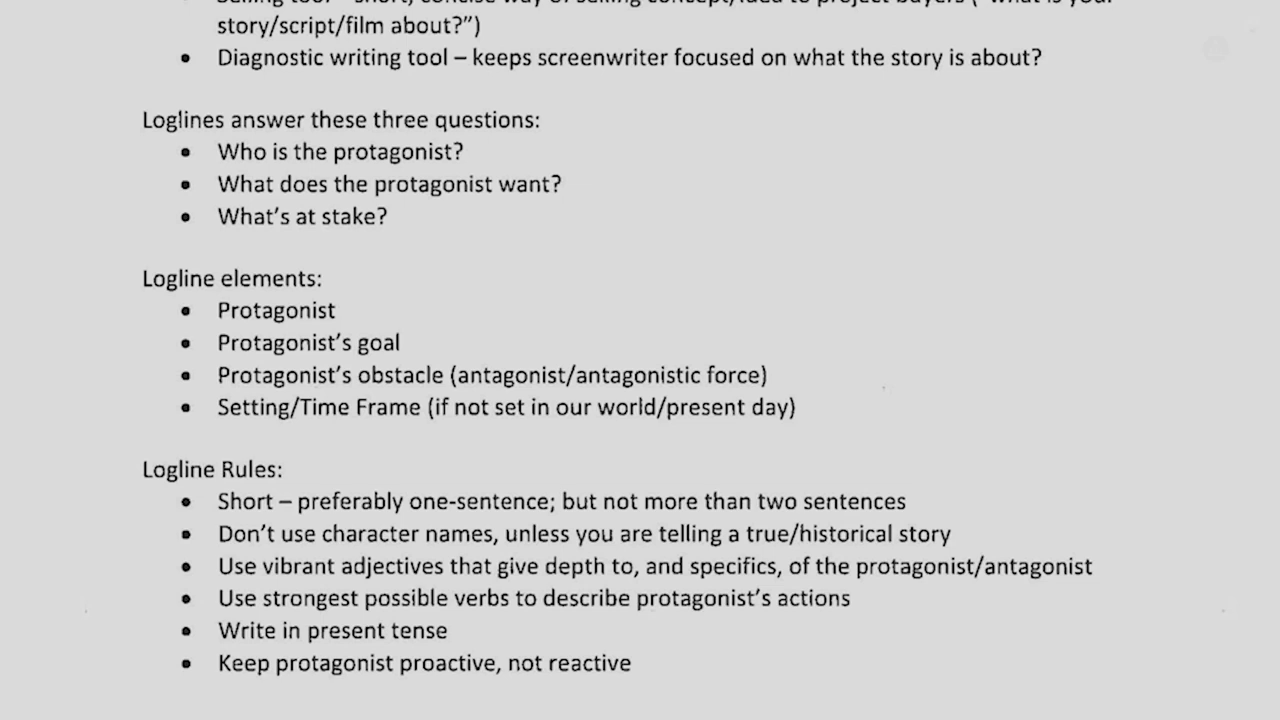 story/script/film about?”)
• Diagnostic writing tool – keeps screenwriter focused on what the story is about?
Loglines answer these three questions:
• Who is the protagonist?
• What does the protagonist want?
• What’s at stake?
Logline elements:
• Protagonist
• Protagonist’s goal
• Protagonist’s obstacle (antagonist/antagonistic force)
• Setting/Time Frame (if not set in our world/present day)
Logline Rules:
• Short – preferably one-sentence; but not more than two sentences
• Don’t use character names, unless you are telling a true/historical story
• Use vibrant adjectives that give depth to, and specifics, of the protagonist/antagonist
• Use strongest possible verbs to describe protagonist’s actions
• Write in present tense
• Keep protagonist proactive, not reactive